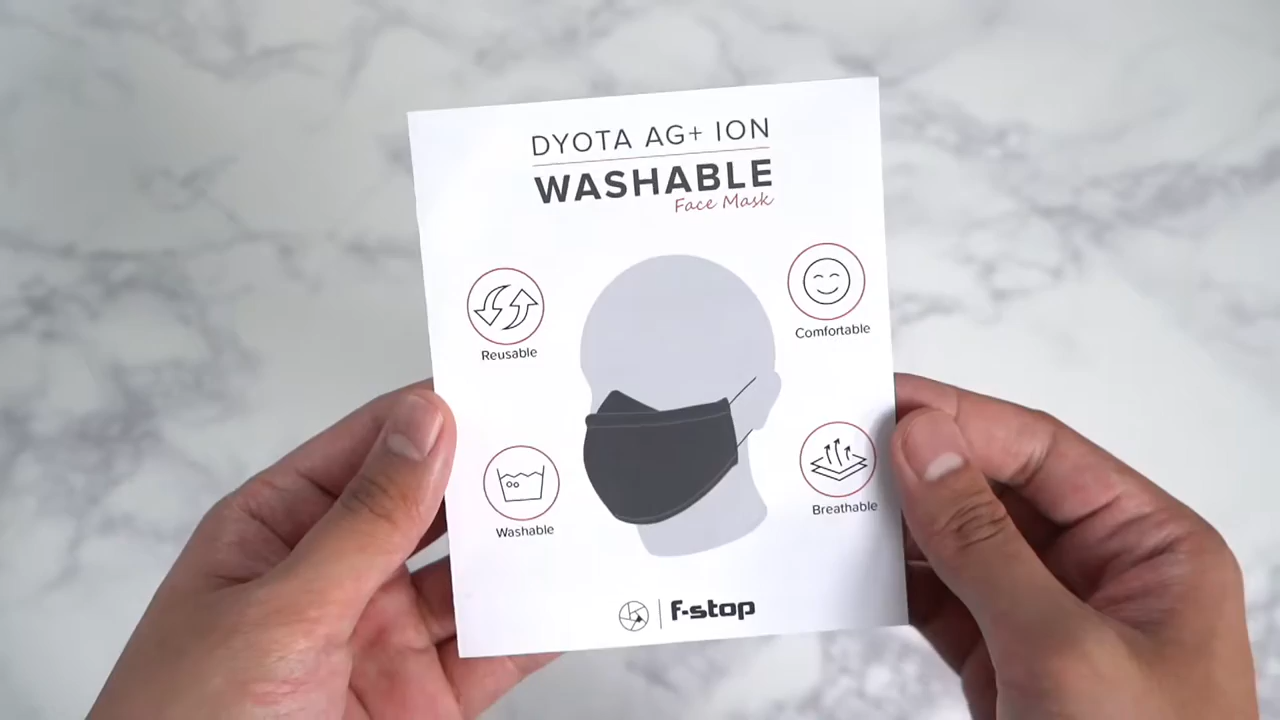 DYOTA AG+ ION
WASHABLE
Face Mask
Reusable
Comfortable
Washable
Breathable
f-stop